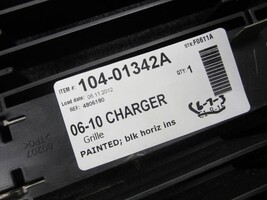 STK:F0611A
ITEM #: 104-01342A
Load date: 06.11.2012
REF: 4806190
QTY: 1
06-10 CHARGER
Grille
PAINTED; blk horiz ins